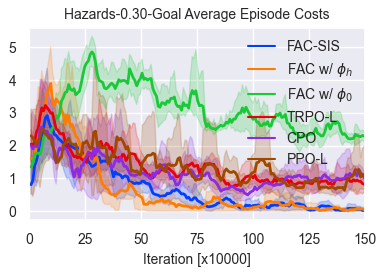 Hazards-0.30-Goal Average Episode Costs
5
4
3
2
1
0
FAC-SIS
FAC w/ ϕh
FAC w/ ϕ0
TRPO-L
CPO
PPO-L
0 25 50 75 100 125 150
Iteration [x10000]